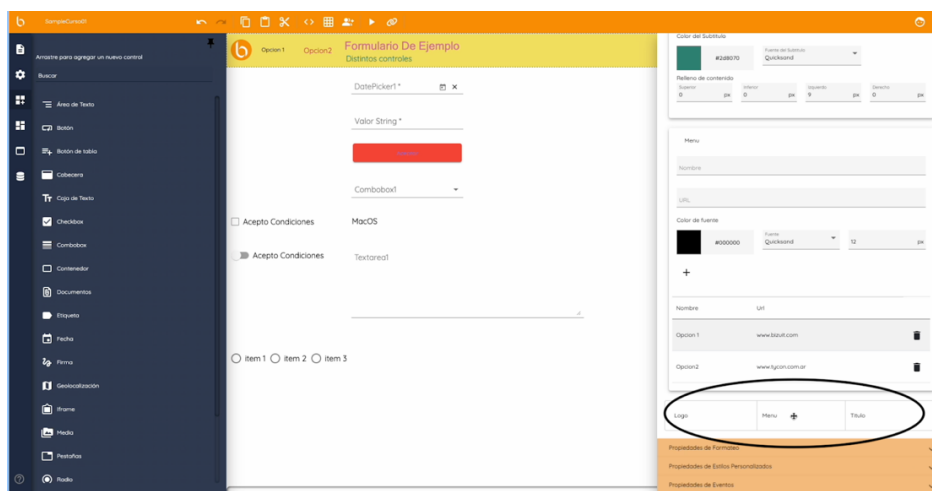 SampleCurso01
Arrastre para agregar un nuevo control
Buscar
Área de Texto
Botón
Botón de tabla
Cabecera
Caja de Texto
Checkbox
Combobox
Contenedor
Documentos
Etiqueta
Fecha
Firma
Geolocalización
Iframe
Media
Pestañas
Radio
Opcion 1
Opcion2
Formulario De Ejemplo
Distintos controles
DatePicker1 *
Valor String *
Combobox1
Acepto Condiciones
MacOS
Acepto Condiciones
Textarea1
item 1
item 2
item 3
Color del Subtitulo
#2d8070
Fuente del Subtitulo
Quicksand
Relleno de contenido
Superior
0 px
Inferior
0 px
Izquierdo
9 px
Derecho
0 px
Menu
Nombre
URL
Color de fuente
#000000
Fuente
Quicksand
12 px
Nombre
Url
Opcion 1
www.bizuit.com
Opcion2
www.tycon.com.ar
Logo
Menu
Titulo
Propiedades de Formateo
Propiedades de Estilos Personalizados
Propiedades de Eventos